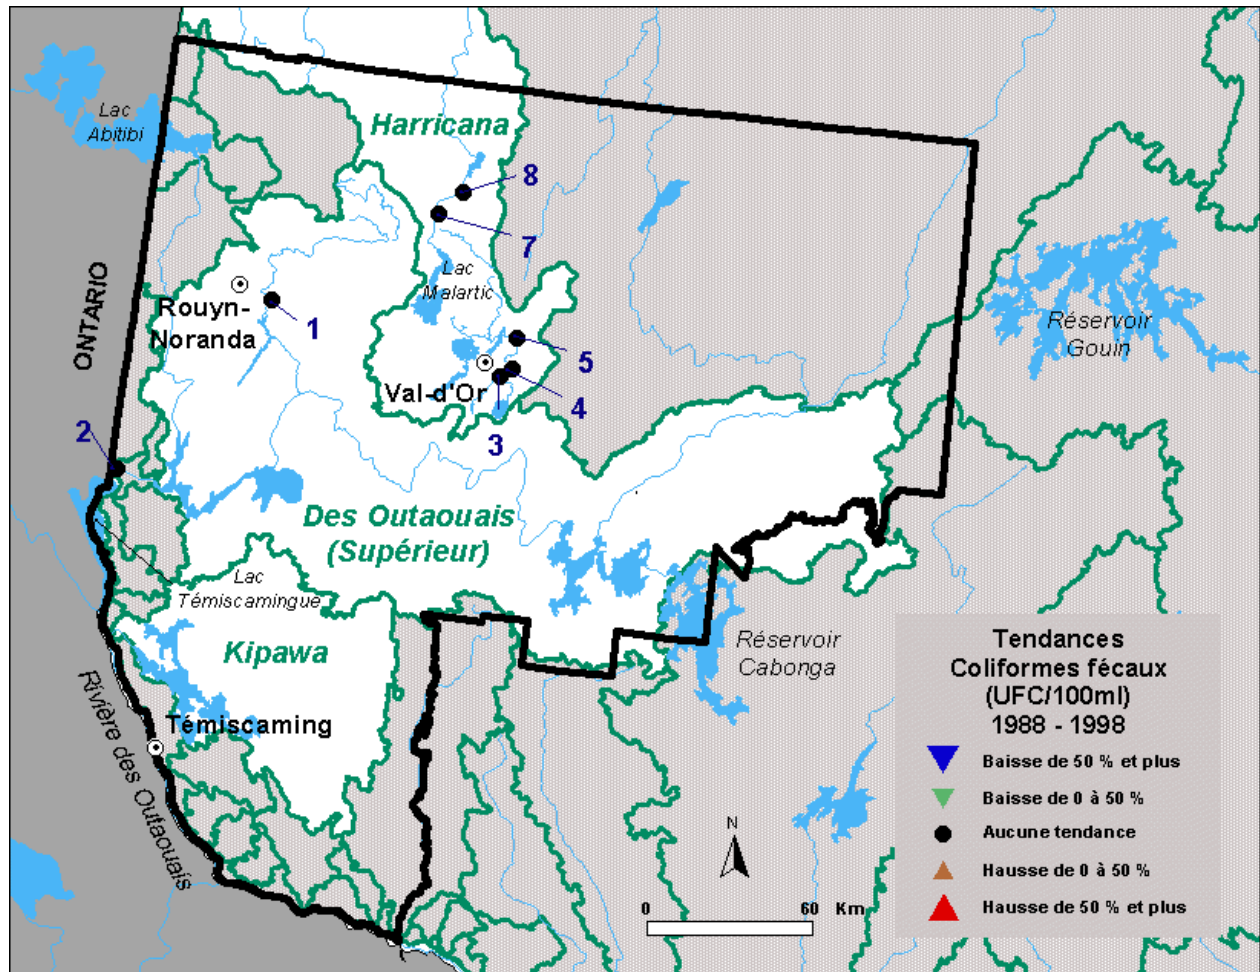 Lac
Abitibi
Harricana
8
7
Lac
Malartic
ONTARIO
Rouyn-
Noranda
1
5
Val-d'Or
4
3
2
Réservoir
Gouin
Des Outaouais
(Supérieur)
Lac
Témiscamingue
Kipawa
Réservoir
Cabonga
Témiscaming
Rivière des Outaouais
Tendances
Coliformes fécaux
(UFC/100ml)
1988 - 1998
Baisse de 50 % et plus
Baisse de 0 à 50 %
Aucune tendance
Hausse de 0 à 50 %
Hausse de 50 % et plus
N
0 60 Km